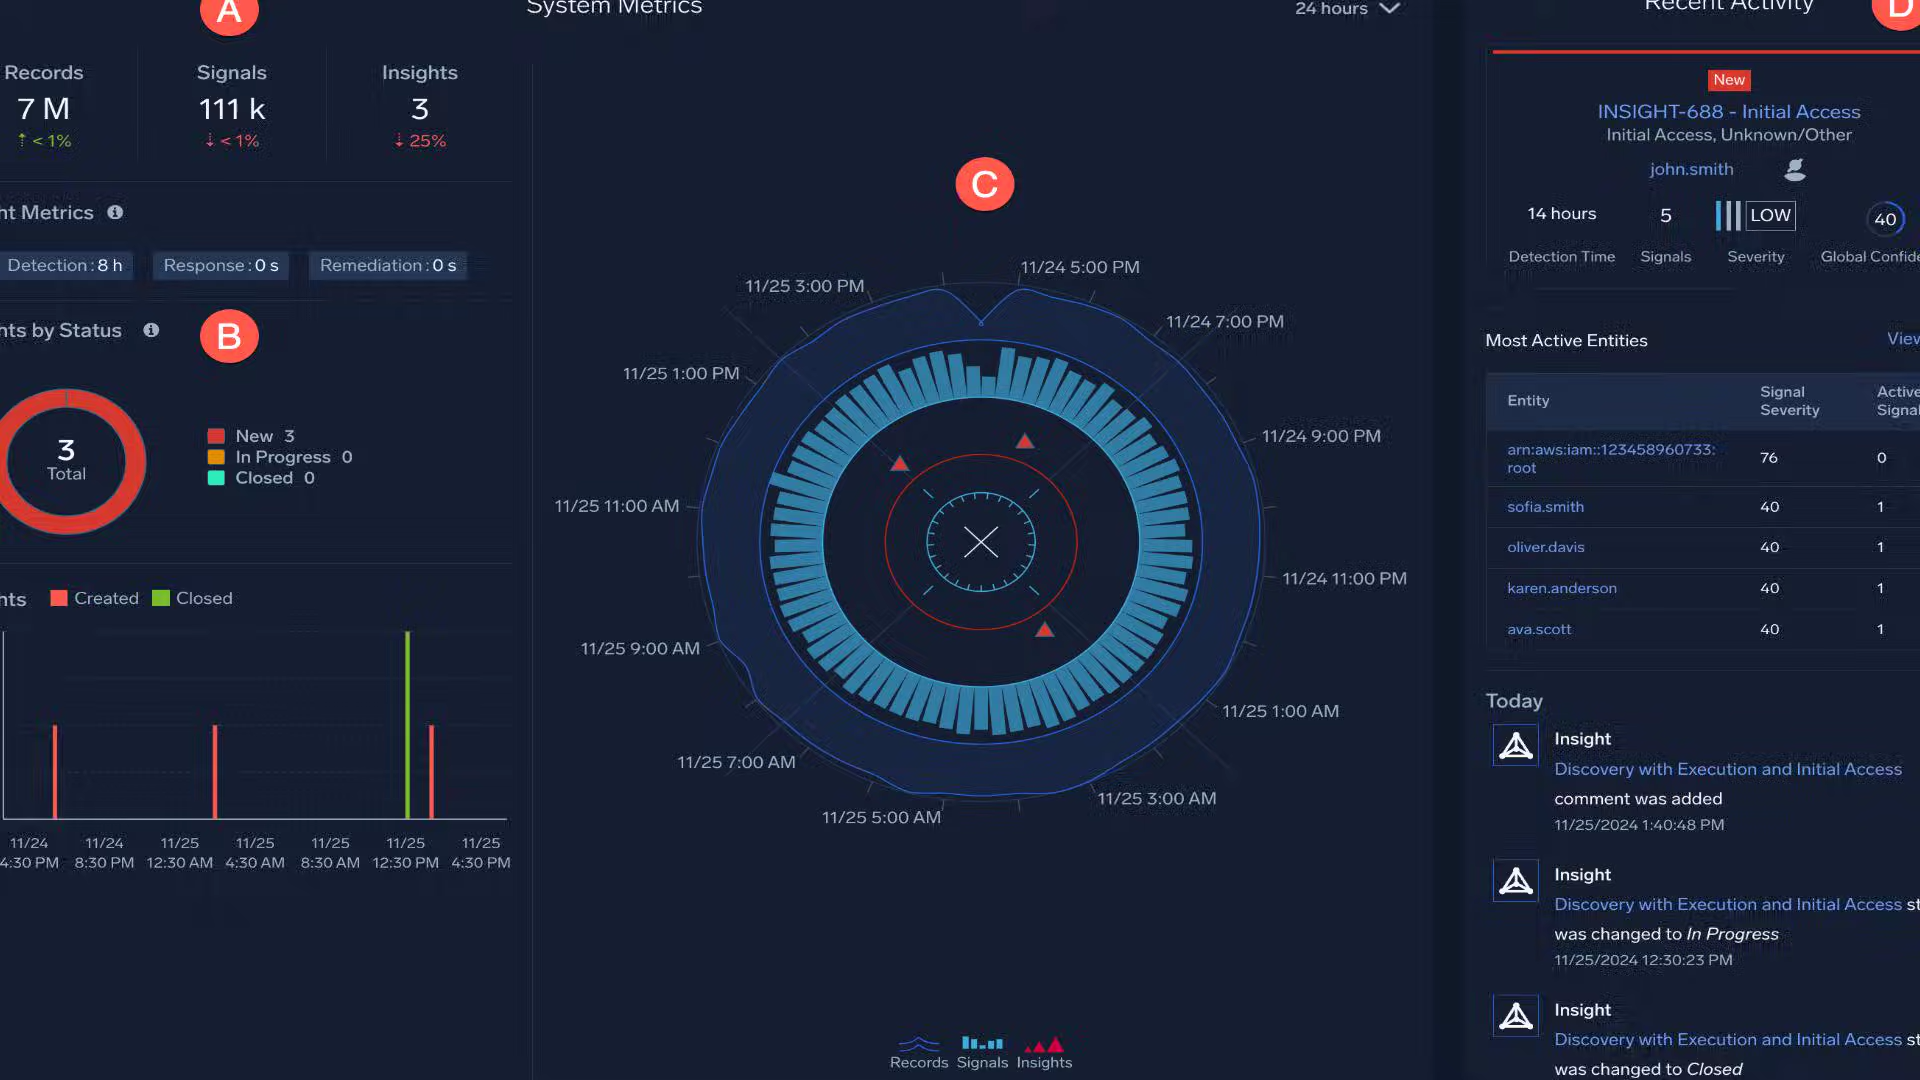 A
System Metrics
24 hours
Recent Activity
D
Records
7 M
< 1%
Signals
111 k
< 1%
Insights
3
25%
ht Metrics
Detection: 8 h
Response: 0 s
Remediation: 0 s
hts by Status
B
3
Total
New 3
In Progress 0
Closed 0
hts
Created
Closed
11/24
4:30 PM
11/24
8:30 PM
11/25
12:30 AM
11/25
4:30 AM
11/25
8:30 AM
11/25
12:30 PM
11/25
4:30 PM
C
11/24 5:00 PM
11/24 7:00 PM
11/24 9:00 PM
11/24 11:00 PM
11/25 1:00 AM
11/25 3:00 AM
11/25 5:00 AM
11/25 7:00 AM
11/25 9:00 AM
11/25 11:00 AM
11/25 1:00 PM
11/25 3:00 PM
Records
Signals
Insights
New
INSIGHT-688 - Initial Access
Initial Access, Unknown/Other
john.smith
14 hours
5
LOW
40
Detection Time
Signals
Severity
Global Confide
Most Active Entities
View
Entity
Signal
Severity
Active
Signal
arn:aws:iam::123458960733:
root
76
0
sofia.smith
40
1
oliver.davis
40
1
karen.anderson
40
1
ava.scott
40
1
Today
Insight
Discovery with Execution and Initial Access
comment was added
11/25/2024 1:40:48 PM
Insight
Discovery with Execution and Initial Access st
was changed to In Progress
11/25/2024 12:30:23 PM
Insight
Discovery with Execution and Initial Access st
was changed to Closed